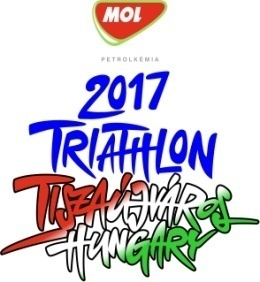 MOL
PETROLKÉMIA
2017
TRIATHLON
TISZAÚJVÁROS
HUNGARY